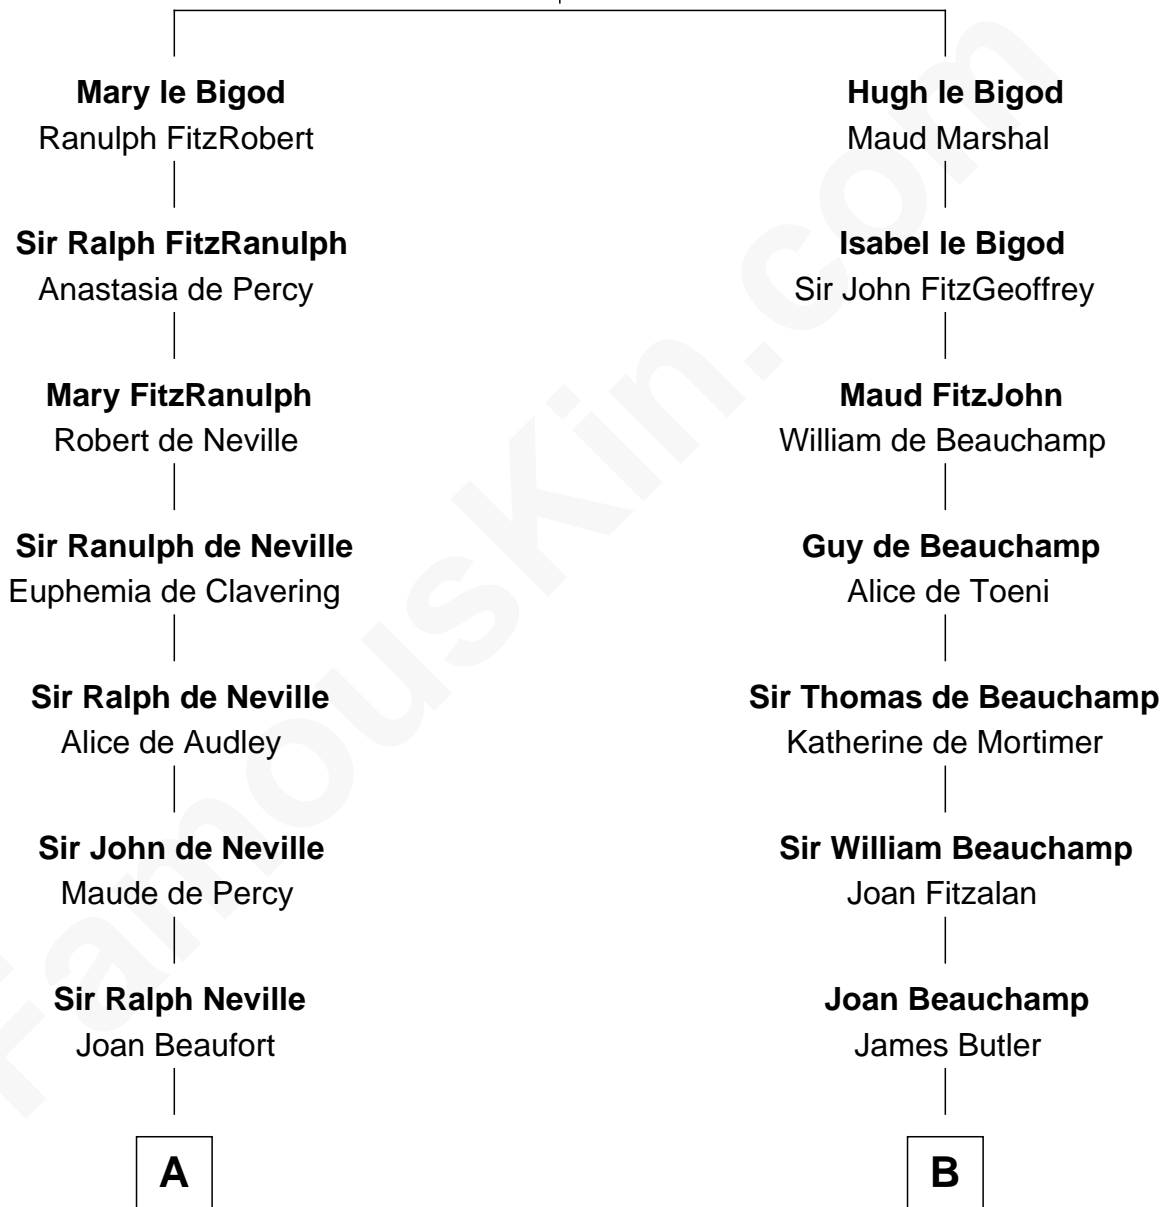 Mary le Bigod
Ranulph FitzRobert
Hugh le Bigod
Maud Marshal
Sir Ralph FitzRanulph
Anastasia de Percy
Isabel le Bigod
Sir John FitzGeoffrey
Mary FitzRanulph
Robert de Neville
Maud FitzJohn
William de Beauchamp
Sir Ranulph de Neville
Euphemia de Clavering
Guy de Beauchamp
Alice de Toeni
Sir Ralph de Neville
Alice de Audley
Sir Thomas de Beauchamp
Katherine de Mortimer
Sir John de Neville
Maude de Percy
Sir William Beauchamp
Joan Fitzalan
Sir Ralph Neville
Joan Beaufort
Joan Beauchamp
James Butler
A
B
FamousKin.com